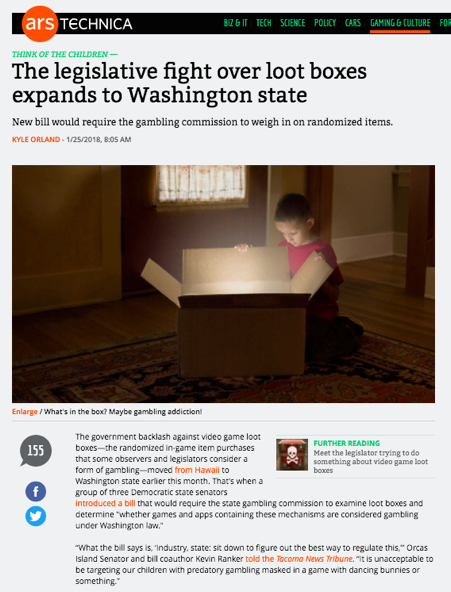 ars TECHNICA
BIZ & IT TECH SCIENCE POLICY CARS GAMING & CULTURE FOR
THINK OF THE CHILDREN —
The legislative fight over loot boxes
expands to Washington state
New bill would require the gambling commission to weigh in on randomized items.
KYLE ORLAND - 1/25/2018, 8:05 AM
Enlarge / What's in the box? Maybe gambling addiction!
155
The government backlash against video game loot
boxes—the randomized in-game item purchases
that some observers and legislators consider a
form of gambling—moved from Hawaii to
Washington state earlier this month. That's when a
group of three Democratic state senators
introduced a bill that would require the state gambling commission to examine loot boxes and
determine "whether games and apps containing these mechanisms are considered gambling
under Washington law."
FURTHER READING
Meet the legislator trying to do
something about video game loot
boxes
"What the bill says is, 'Industry, state: sit down to figure out the best way to regulate this,'" Orcas
Island Senator and bill coauthor Kevin Ranker told the Tacoma News Tribune. "It is unacceptable to
be targeting our children with predatory gambling masked in a game with dancing bunnies or
something."